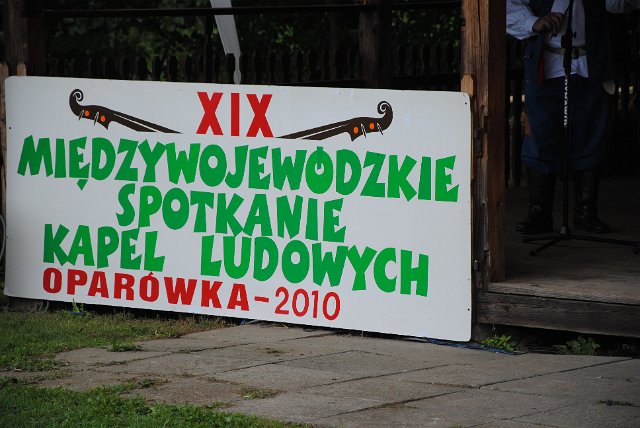 XIX
MIĘDZYWOJEWÓDZKIE
SPOTKANIE
KAPEL LUDOWYCH
OPARÓWKA - 2010